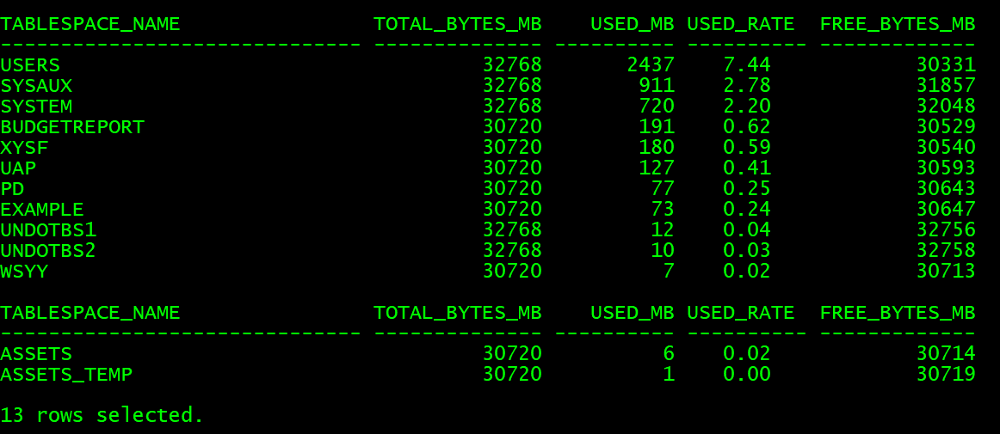 TABLESPACE_NAME                TOTAL_BYTES_MB    USED_MB USED_RATE  FREE_BYTES_MB
------------------------------ -------------- ---------- ---------- -------------
USERS                                   32768       2437    7.44            30331
SYSAUX                                  32768        911    2.78            31857
SYSTEM                                  32768        720    2.20            32048
BUDGETREPORT                            30720        191    0.62            30529
XYSF                                    30720        180    0.59            30540
UAP                                     30720        127    0.41            30593
PD                                      30720         77    0.25            30643
EXAMPLE                                 30720         73    0.24            30647
UNDOTBS1                                32768         12    0.04            32756
UNDOTBS2                                32768         10    0.03            32758
WSYY                                    30720          7    0.02            30713

TABLESPACE_NAME                TOTAL_BYTES_MB    USED_MB USED_RATE  FREE_BYTES_MB
------------------------------ -------------- ---------- ---------- -------------
ASSETS                                  30720          6    0.02            30714
ASSETS_TEMP                             30720          1    0.00            30719

13 rows selected.